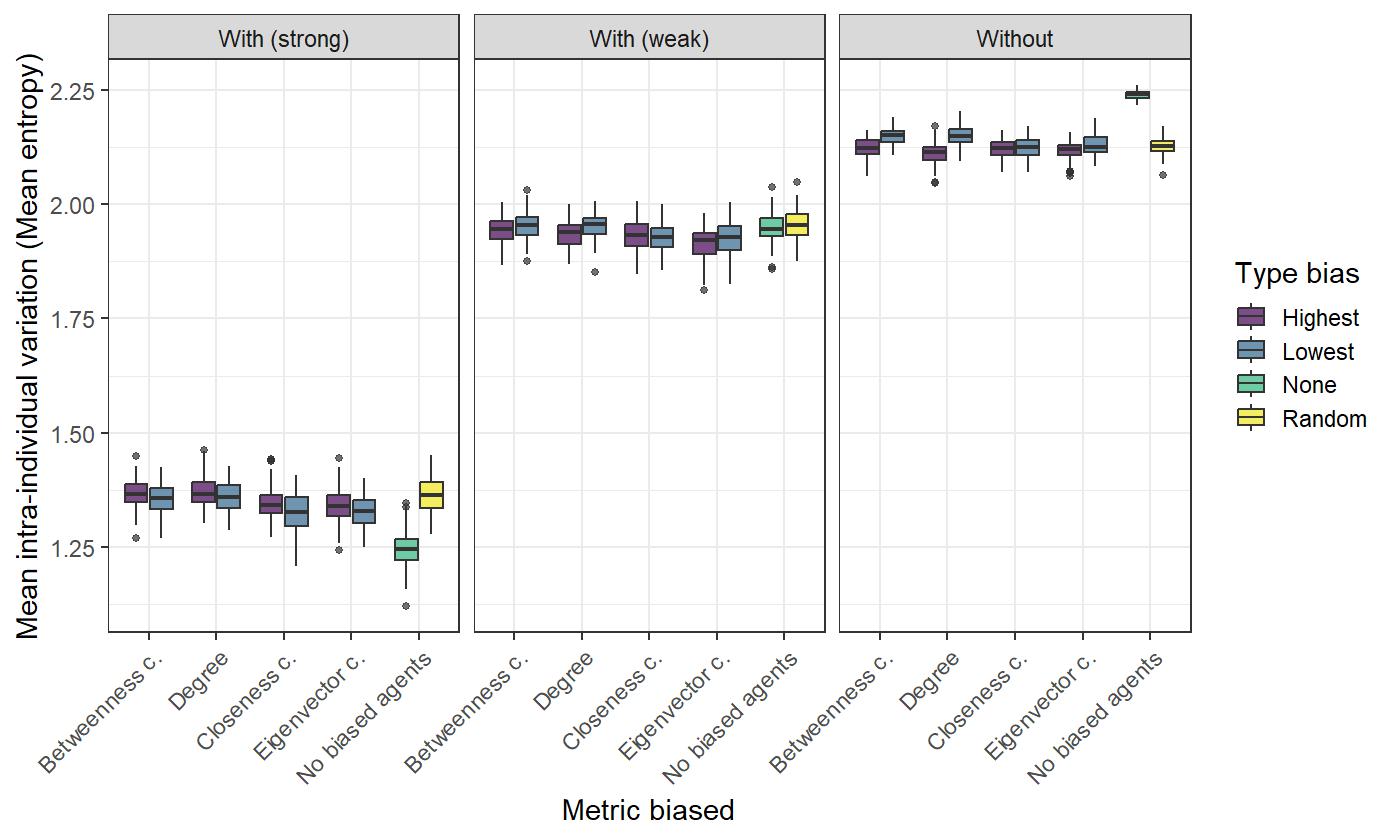 With (strong)
With (weak)
Without
Mean intra-individual variation (Mean entropy)
2.25
2.00
1.75
1.50
1.25
Betweenness c.
Degree
Closeness c.
Eigenvector c.
No biased agents
Betweenness c.
Degree
Closeness c.
Eigenvector c.
No biased agents
Betweenness c.
Degree
Closeness c.
Eigenvector c.
No biased agents
Metric biased
Type bias
Highest
Lowest
None
Random